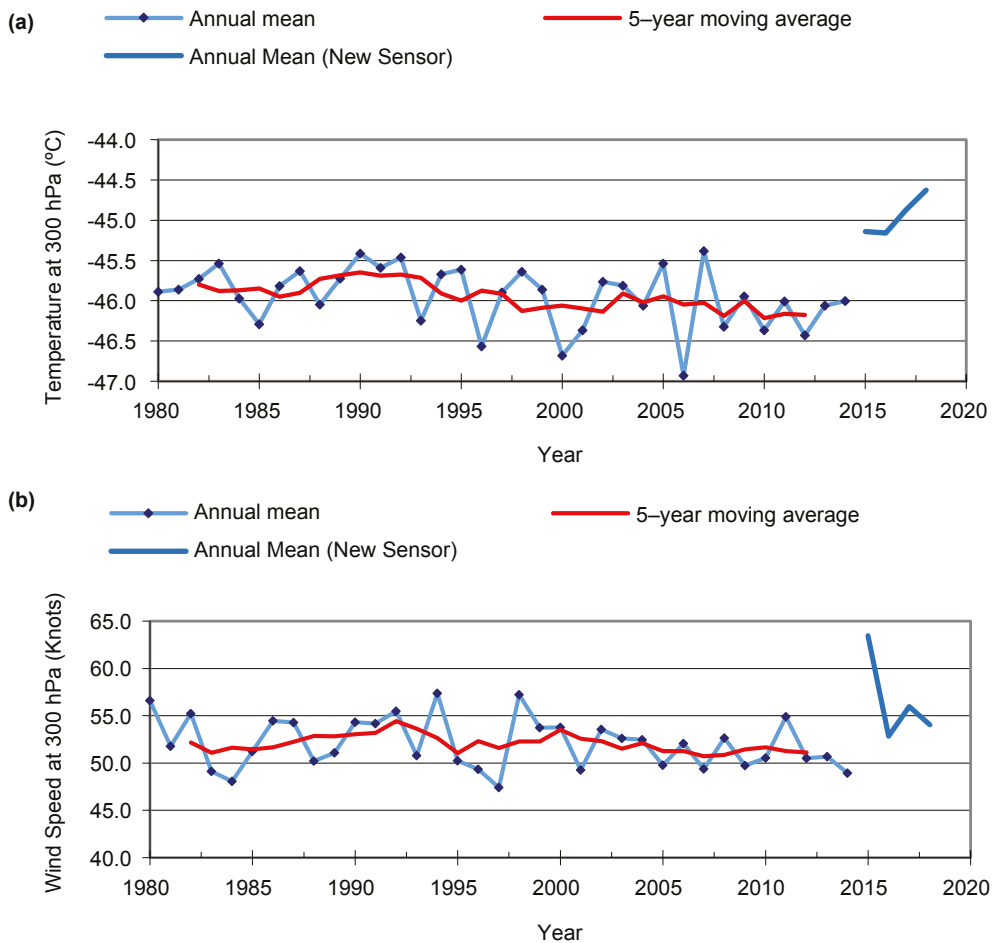 (a)
Annual mean
5–year moving average
Annual Mean (New Sensor)
Temperature at 300 hPa (ºC)
-44.0
-44.5
-45.0
-45.5
-46.0
-46.5
-47.0
1980 1985 1990 1995 2000 2005 2010 2015 2020
Year
(b)
Annual mean
5–year moving average
Annual Mean (New Sensor)
Wind Speed at 300 hPa (Knots)
65.0
60.0
55.0
50.0
45.0
40.0
1980 1985 1990 1995 2000 2005 2010 2015 2020
Year